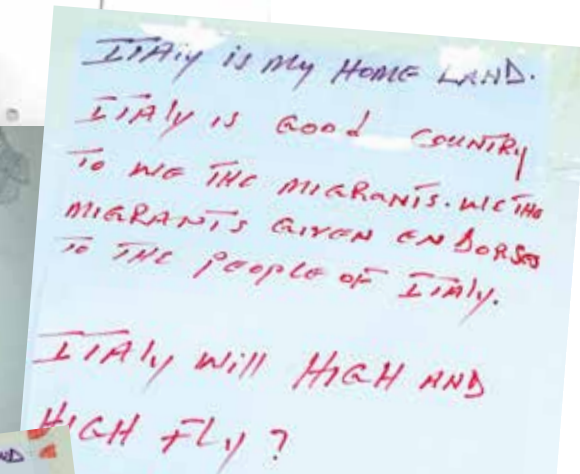 ITAly is my HOME LAND.
ITAly is Good COUNTRy
To WE THE MIGRANTS. WE THE
MIGRANTS GIVEN ENDORSES
To THE PEOPLE OF ITAly.
ITAly Will HIGH AND
HIGH FLy?